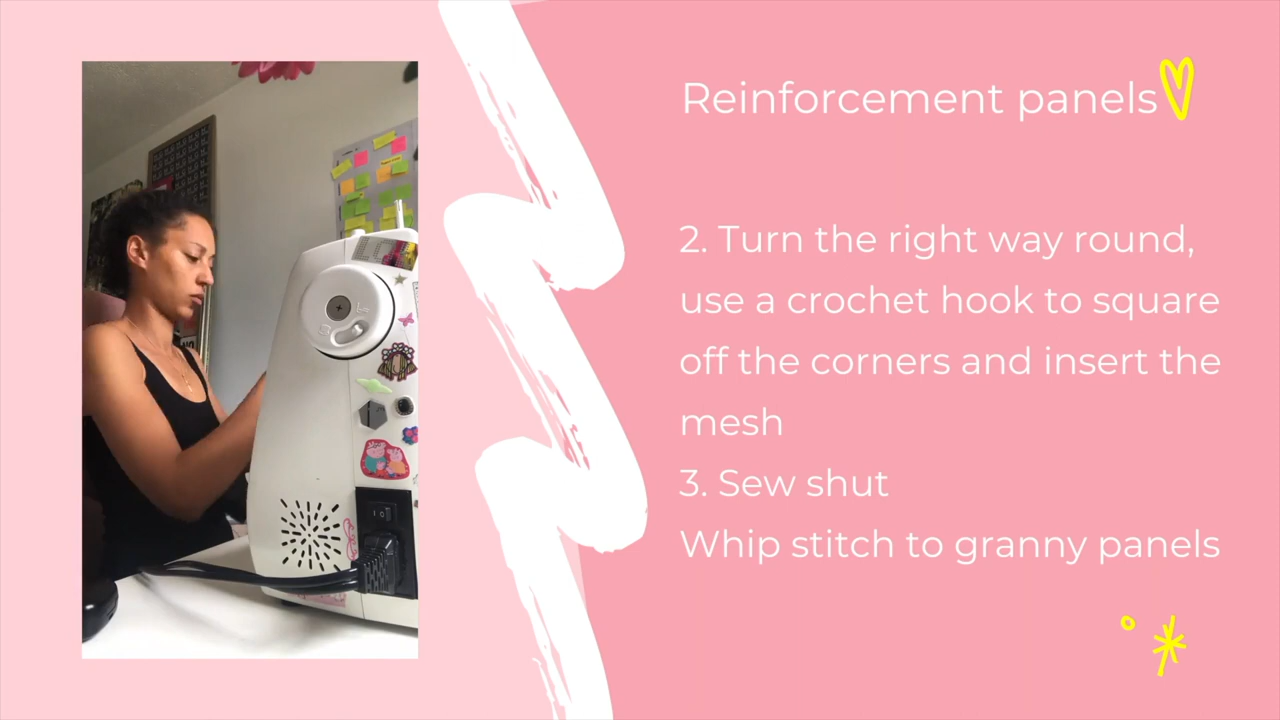 Reinforcement panels
2. Turn the right way round,
use a crochet hook to square
off the corners and insert the
mesh
3. Sew shut
Whip stitch to granny panels